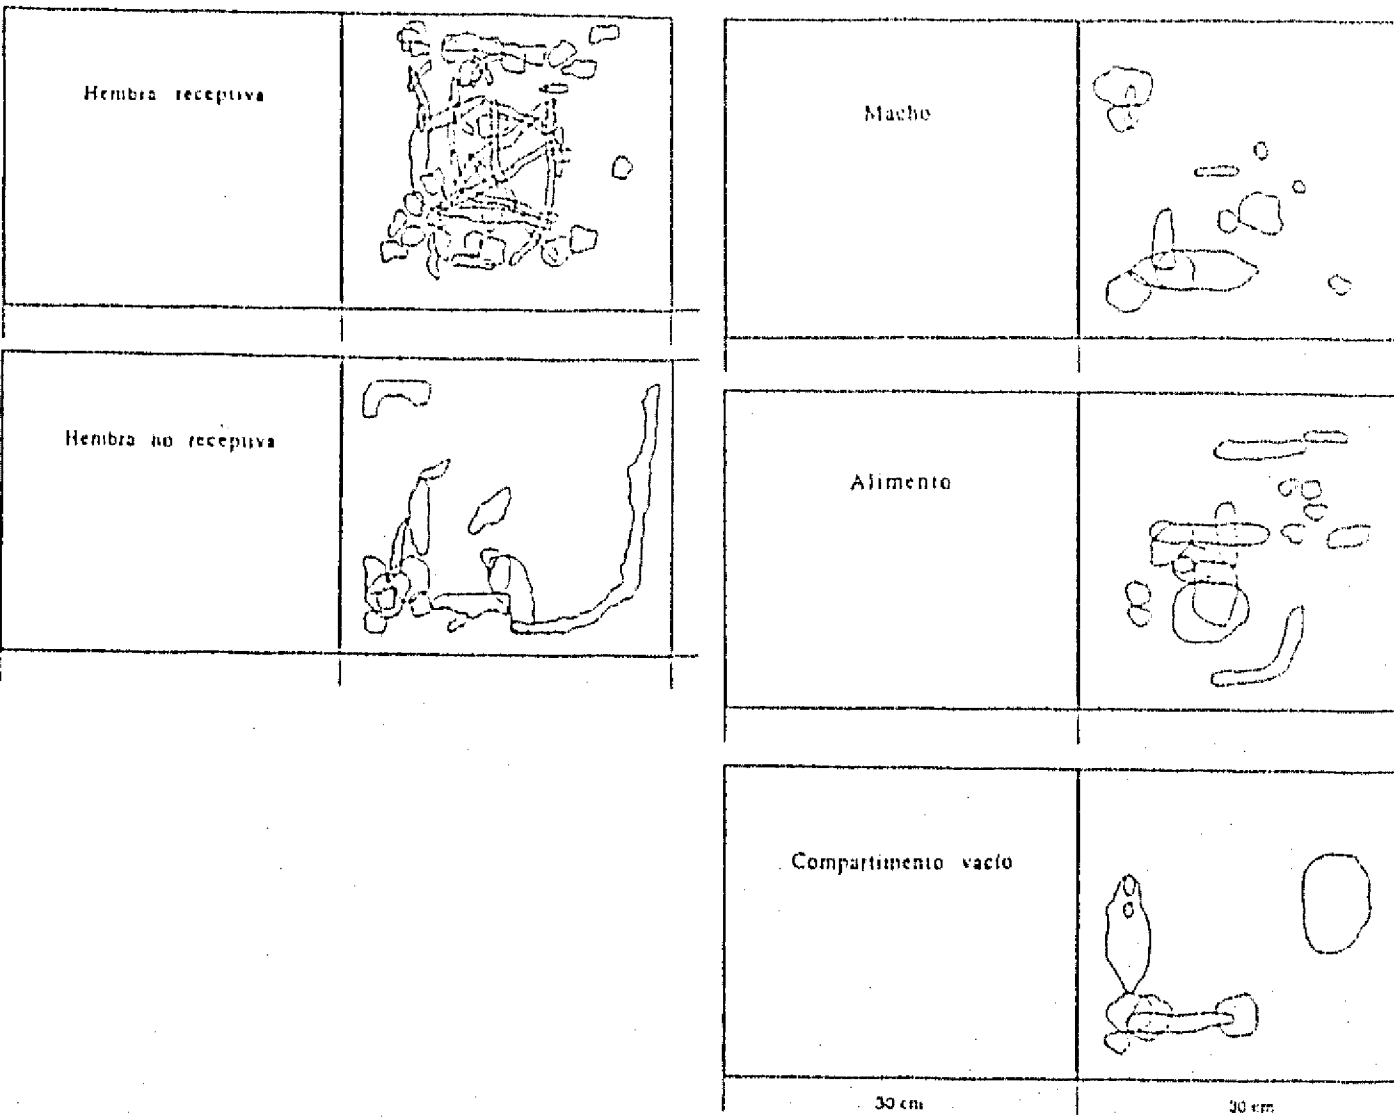 Hembra receptiva
Macho
Hembra no receptiva
Alimento
Compartimento vacío
30 cm
30 cm